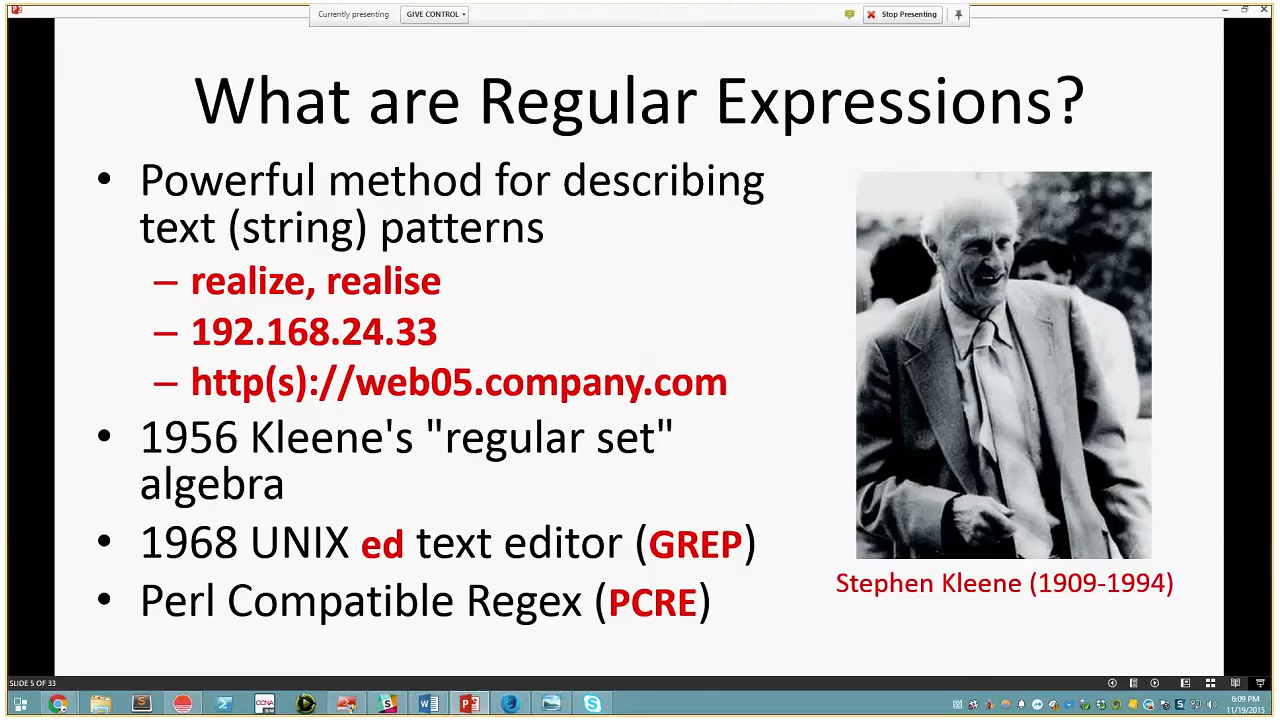 Currently presenting GIVE CONTROL Stop Presenting
What are Regular Expressions?
• Powerful method for describing
text (string) patterns
– realize, realise
– 192.168.24.33
– http(s)://web05.company.com
• 1956 Kleene's "regular set"
algebra
• 1968 UNIX ed text editor (GREP)
• Perl Compatible Regex (PCRE)
Stephen Kleene (1909-1994)
SLIDE 5 OF 33
CCNA
6:09 PM
11/19/2015